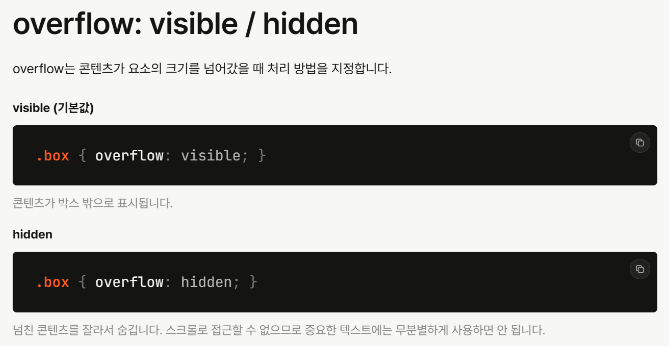 overflow: visible / hidden
overflow는 콘텐츠가 요소의 크기를 넘어갔을 때 처리 방법을 지정합니다.
visible (기본값)
.box { overflow: visible; }
콘텐츠가 박스 밖으로 표시됩니다.
hidden
.box { overflow: hidden; }
넘친 콘텐츠를 잘라서 숨깁니다. 스크롤로 접근할 수 없으므로 중요한 텍스트에는 무분별하게 사용하면 안 됩니다.